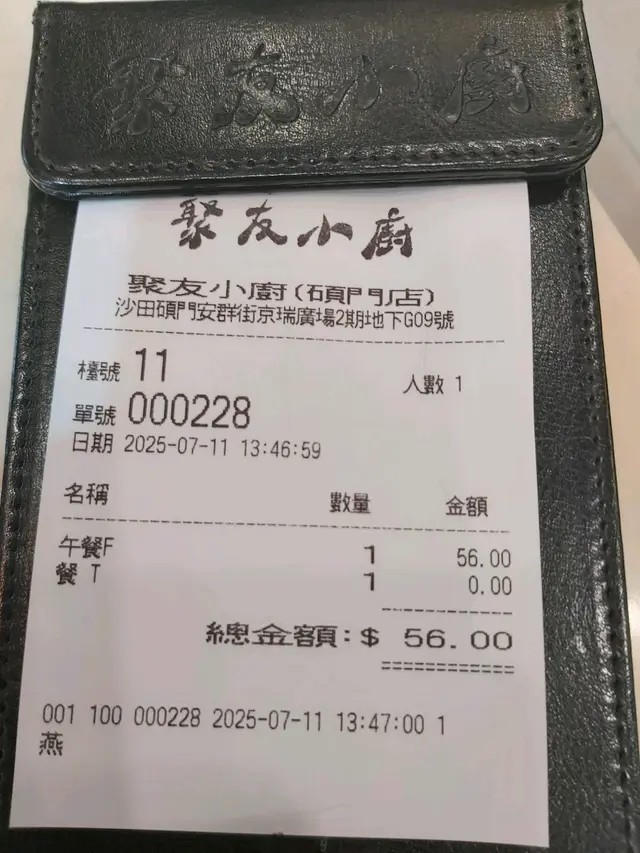 聚友小廚
聚友小廚
聚友小廚(碩門店)
沙田碩門安群街京瑞廣場2期地下G09號
檯號 11 人數 1
單號 000228
日期 2025-07-11 13:46:59
名稱 數量 金額
午餐F 1 56.00
餐 T 1 0.00
總金額:$ 56.00
001 100 000228 2025-07-11 13:47:00 1
燕